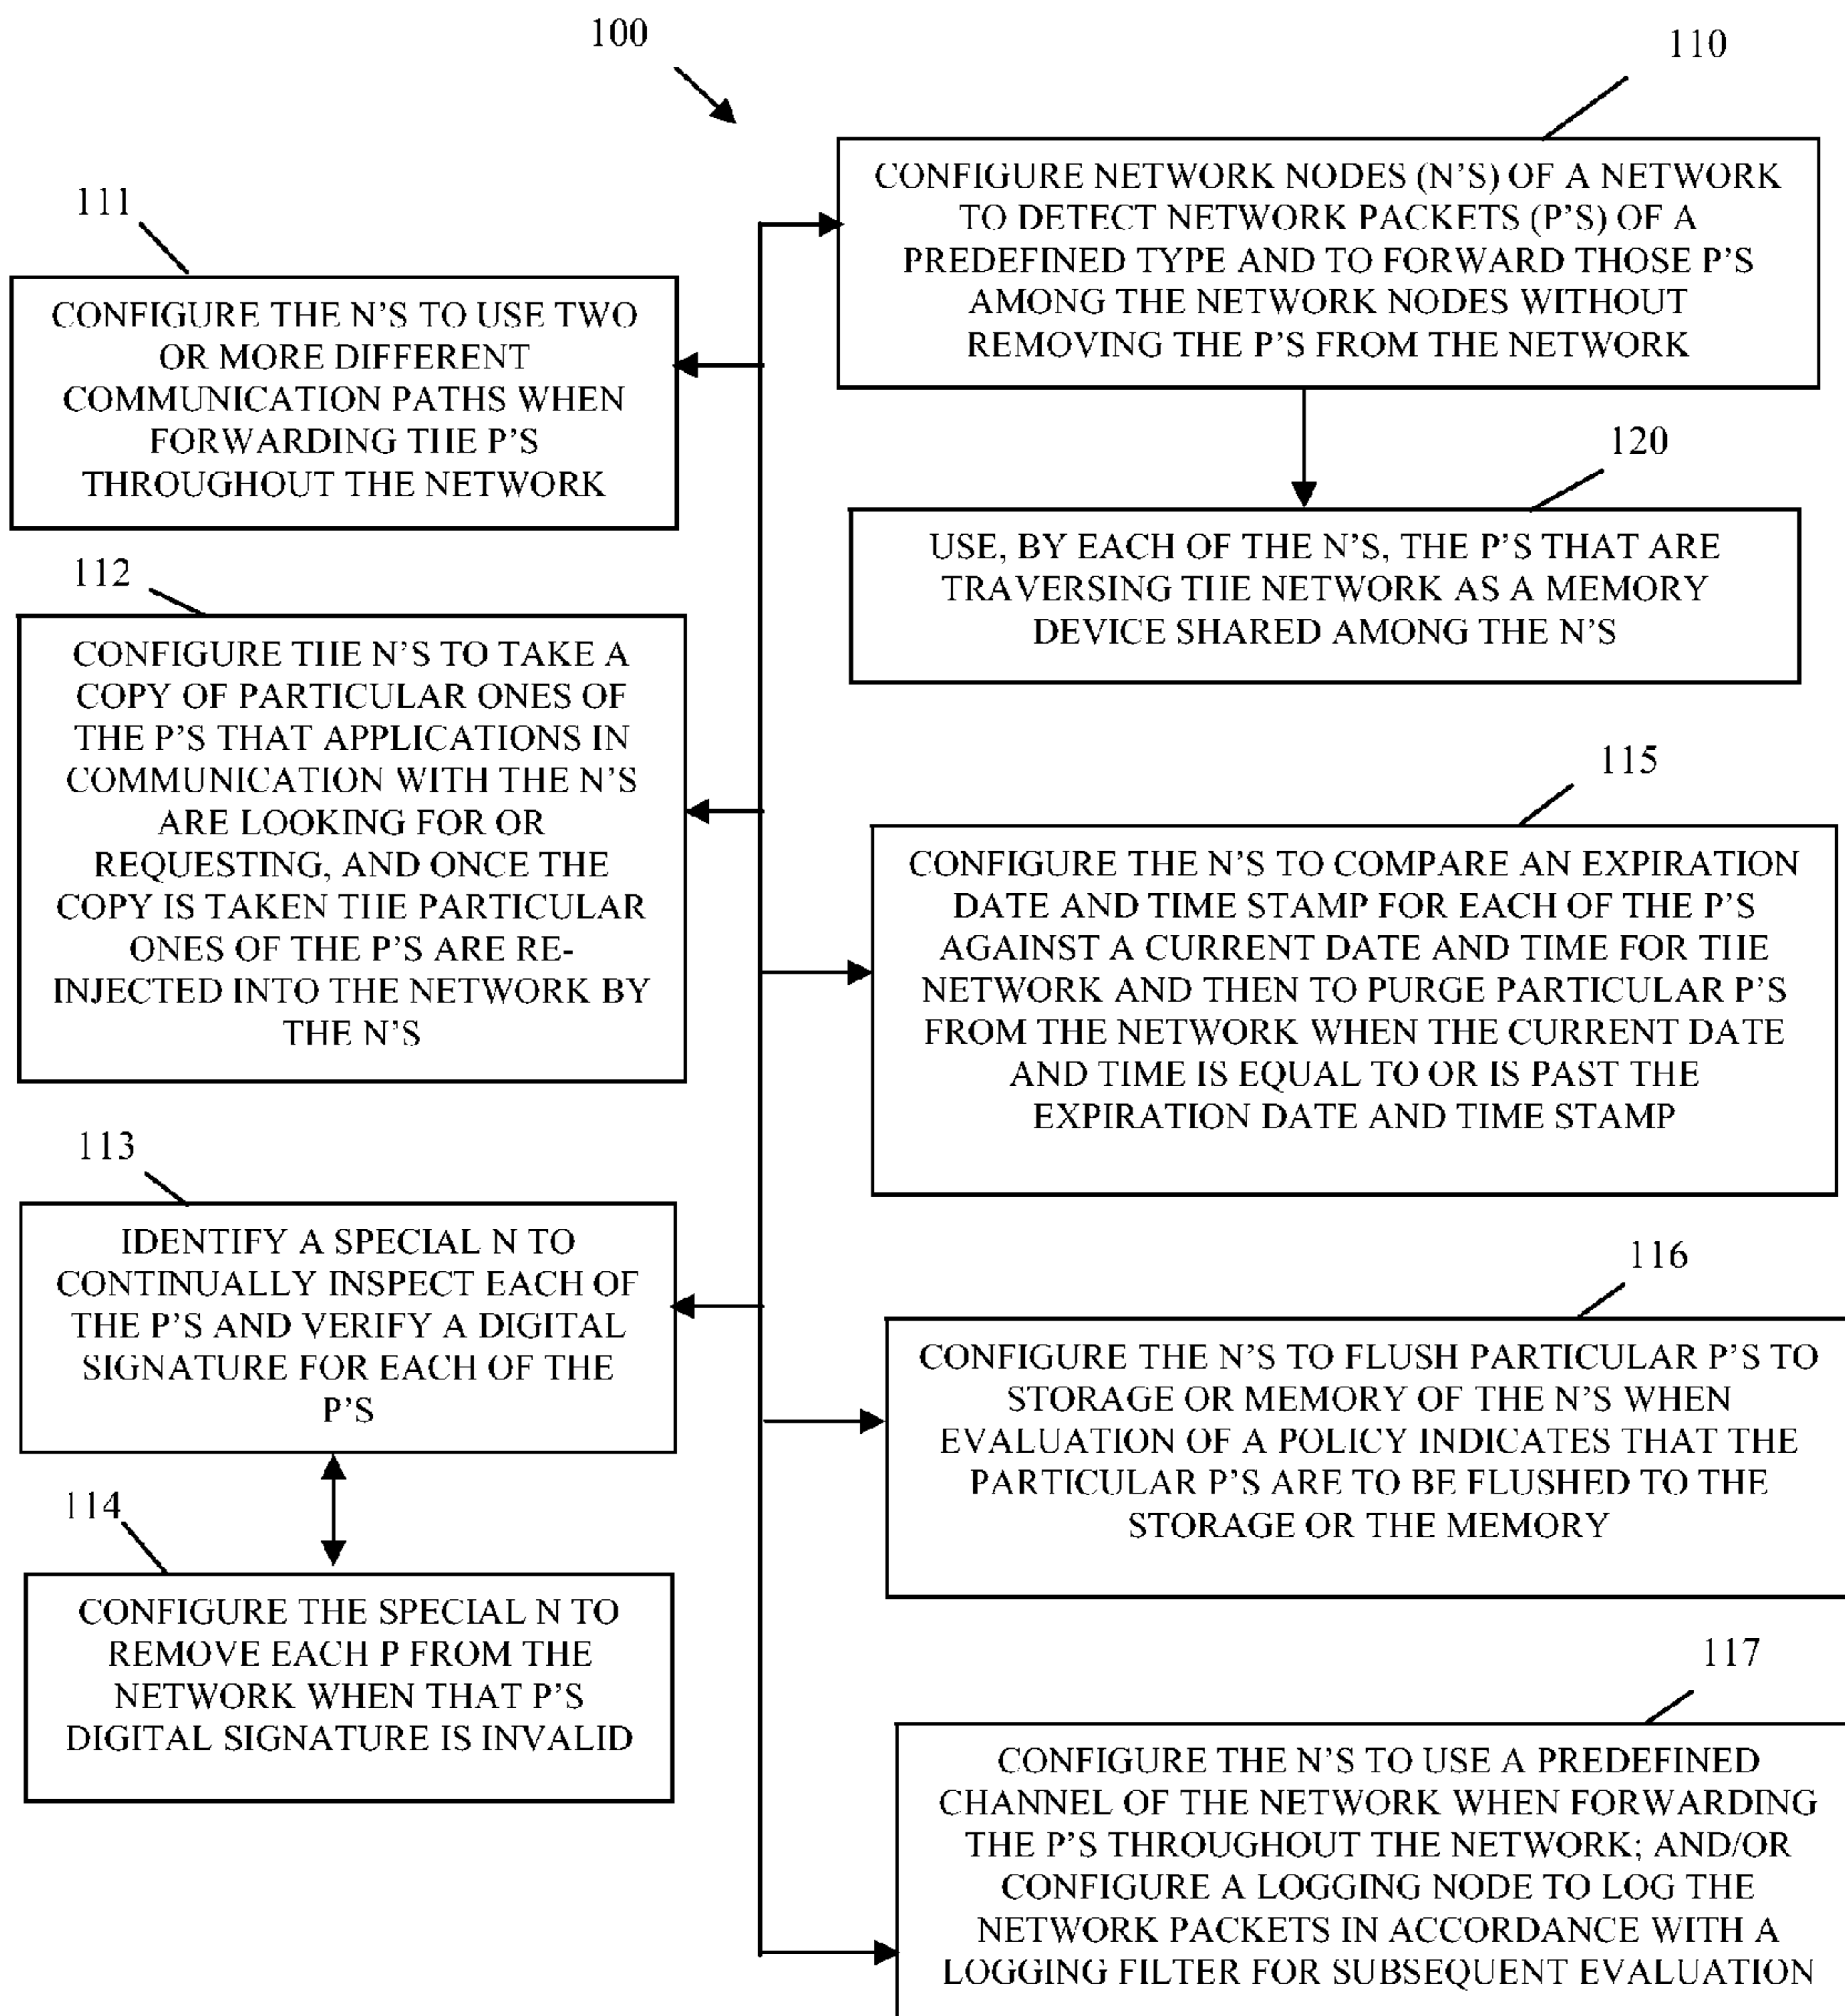 100
110
CONFIGURE NETWORK NODES (N'S) OF A NETWORK
TO DETECT NETWORK PACKETS (P'S) OF A
PREDEFINED TYPE AND TO FORWARD THOSE P'S
AMONG THE NETWORK NODES WITHOUT
REMOVING THE P'S FROM THE NETWORK
111
CONFIGURE THE N'S TO USE TWO
OR MORE DIFFERENT
COMMUNICATION PATHS WHEN
FORWARDING THE P'S
THROUGHOUT THE NETWORK
120
USE, BY EACH OF THE N'S, THE P'S THAT ARE
TRAVERSING THE NETWORK AS A MEMORY
DEVICE SHARED AMONG THE N'S
112
CONFIGURE THE N'S TO TAKE A
COPY OF PARTICULAR ONES OF
THE P'S THAT APPLICATIONS IN
COMMUNICATION WITH THE N'S
ARE LOOKING FOR OR
REQUESTING, AND ONCE THE
COPY IS TAKEN THE PARTICULAR
ONES OF THE P'S ARE RE-
INJECTED INTO THE NETWORK BY
THE N'S
115
CONFIGURE THE N'S TO COMPARE AN EXPIRATION
DATE AND TIME STAMP FOR EACH OF THE P'S
AGAINST A CURRENT DATE AND TIME FOR THE
NETWORK AND THEN TO PURGE PARTICULAR P'S
FROM THE NETWORK WHEN THE CURRENT DATE
AND TIME IS EQUAL TO OR IS PAST THE
EXPIRATION DATE AND TIME STAMP
113
IDENTIFY A SPECIAL N TO
CONTINUALLY INSPECT EACH OF
THE P'S AND VERIFY A DIGITAL
SIGNATURE FOR EACH OF THE
P'S
116
CONFIGURE THE N'S TO FLUSH PARTICULAR P'S TO
STORAGE OR MEMORY OF THE N'S WHEN
EVALUATION OF A POLICY INDICATES THAT THE
PARTICULAR P'S ARE TO BE FLUSHED TO THE
STORAGE OR THE MEMORY
114
CONFIGURE THE SPECIAL N TO
REMOVE EACH P FROM THE
NETWORK WHEN THAT P'S
DIGITAL SIGNATURE IS INVALID
117
CONFIGURE THE N'S TO USE A PREDEFINED
CHANNEL OF THE NETWORK WHEN FORWARDING
THE P'S THROUGHOUT THE NETWORK; AND/OR
CONFIGURE A LOGGING NODE TO LOG THE
NETWORK PACKETS IN ACCORDANCE WITH A
LOGGING FILTER FOR SUBSEQUENT EVALUATION